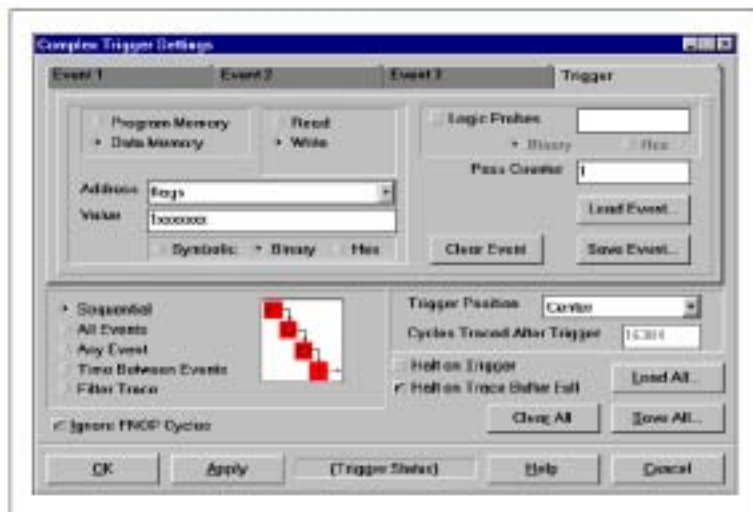 Complex Trigger Settings
Event 1 Event 2 Event 3 Trigger
Program Memory
Data Memory
Read
Write
Address flags
Value 1xxxxxxx
Symbolic Binary Hex
Logic Probes
Binary Hex
Pass Counter 1
Load Event...
Clear Event Save Event...
Sequential
All Events
Any Event
Time Between Events
Filter Trace
Ignore FNOP Cycles
Trigger Position Center
Cycles Traced After Trigger 16384
Halt on Trigger
Halt on Trace Buffer Full
Load All...
Clear All Save All...
OK Apply (Trigger Status) Help Cancel